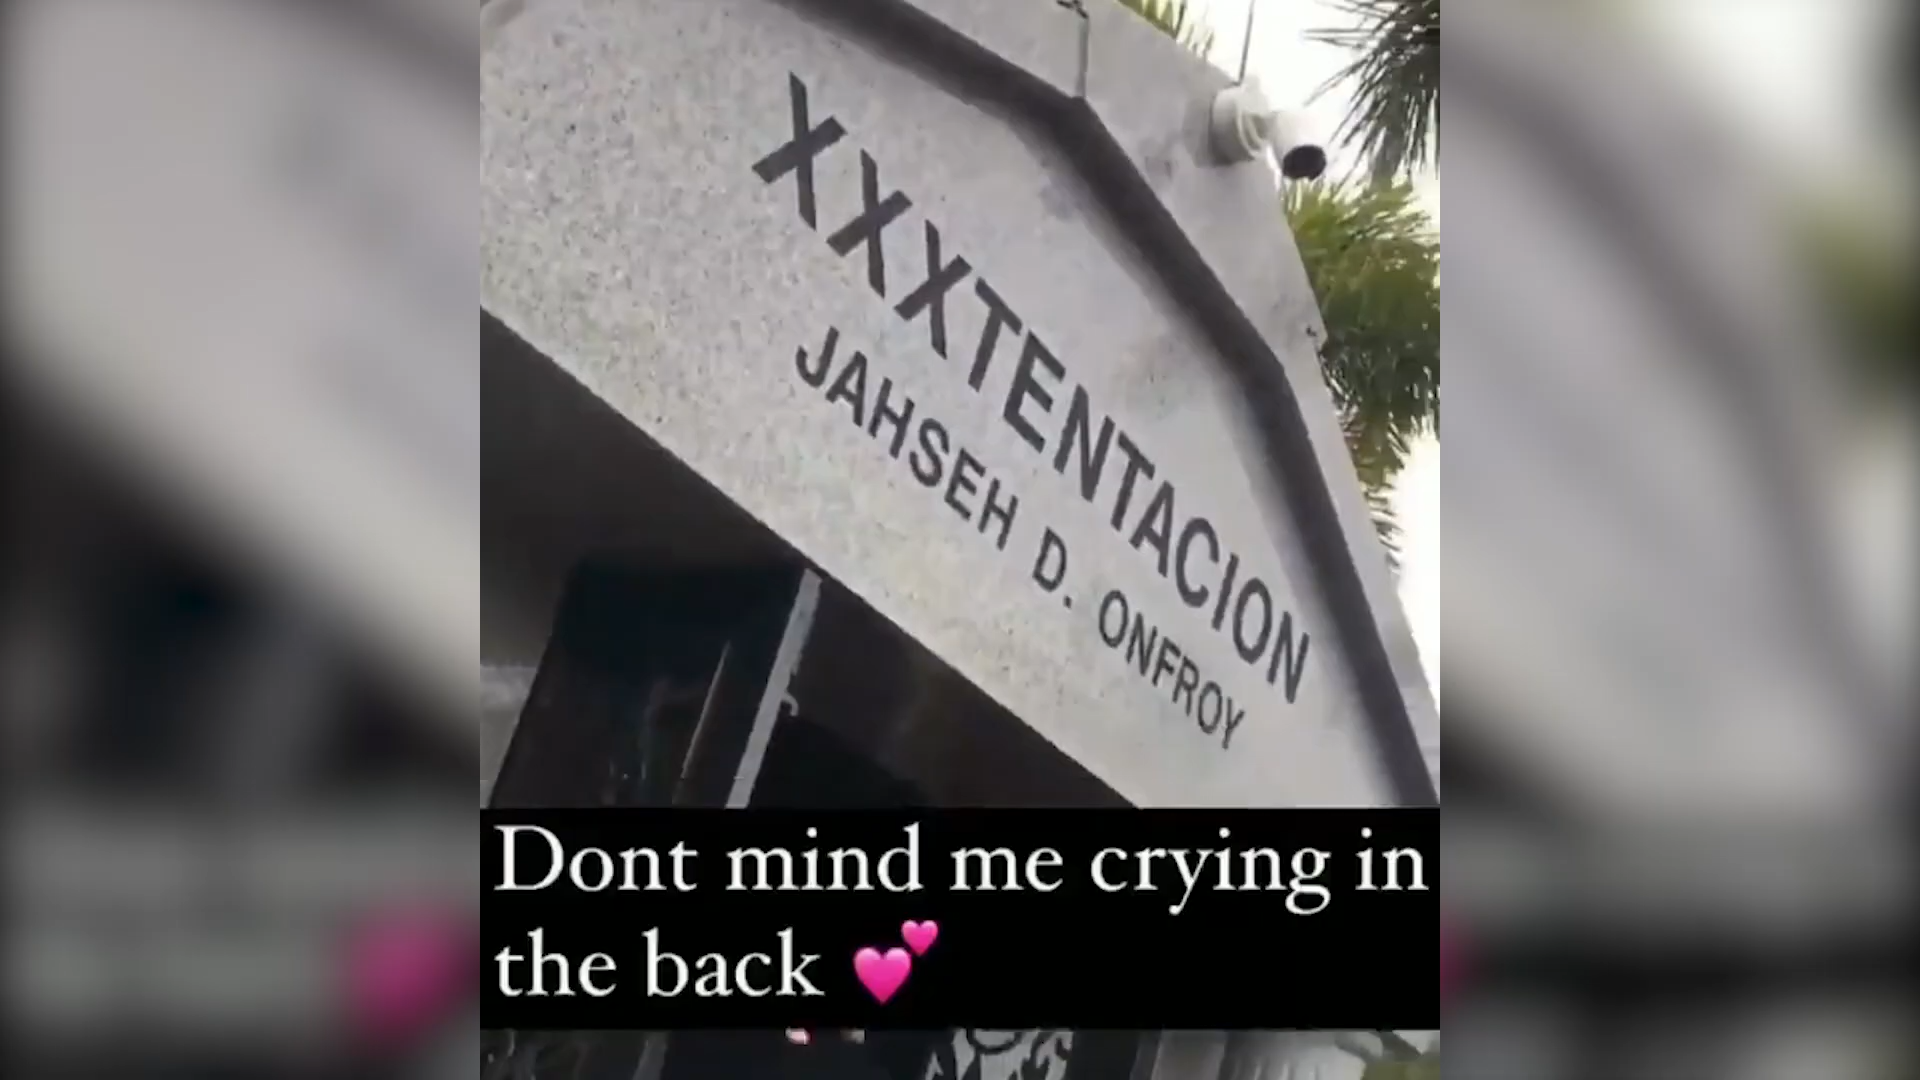 XXXTENTACION
JAHSEH D. ONFROY
Dont mind me crying in
the back 💕